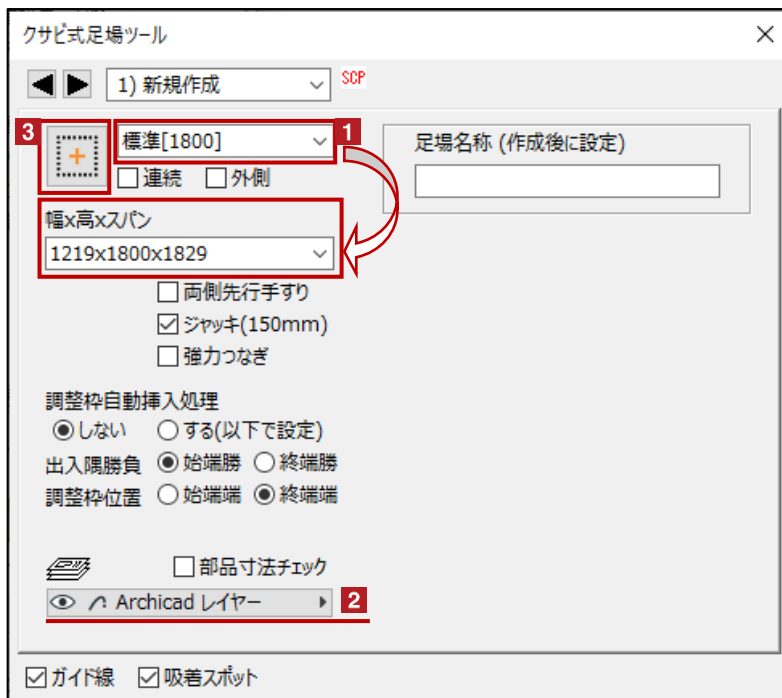 クサビ式足場ツール
1) 新規作成
SCP
3
標準[1800]
1
足場名称 (作成後に設定)
連続
外側
幅x高xスパン
1219x1800x1829
両側先行手すり
ジャッキ(150mm)
強力つなぎ
調整枠自動挿入処理
しない
する(以下で設定)
出入隅勝負
始端勝
終端勝
調整枠位置
始端端
終端端
部品寸法チェック
Archicad レイヤー
2
ガイド線
吸着スポット